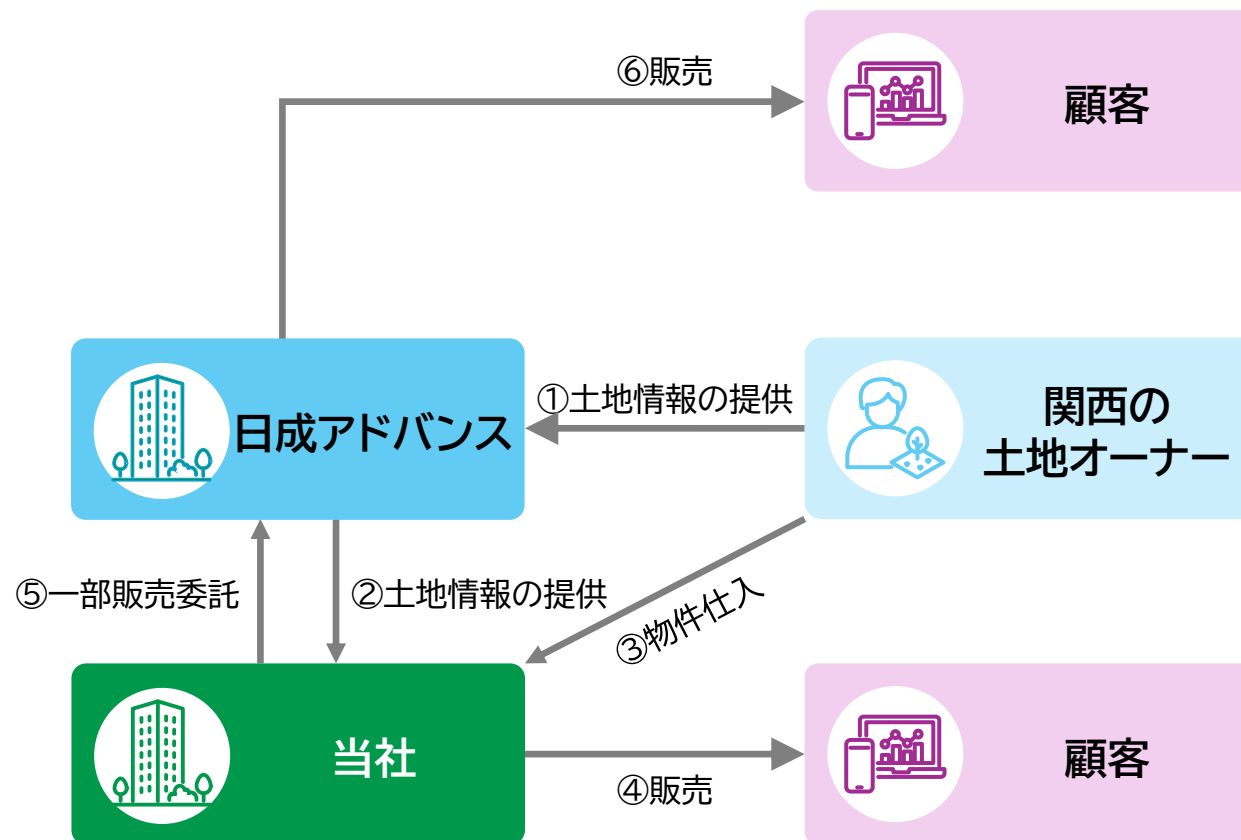 ⑥販売
顧客
日成アドバンス
①土地情報の提供
関西の
土地オーナー
⑤一部販売委託
②土地情報の提供
③物件仕入
当社
④販売
顧客